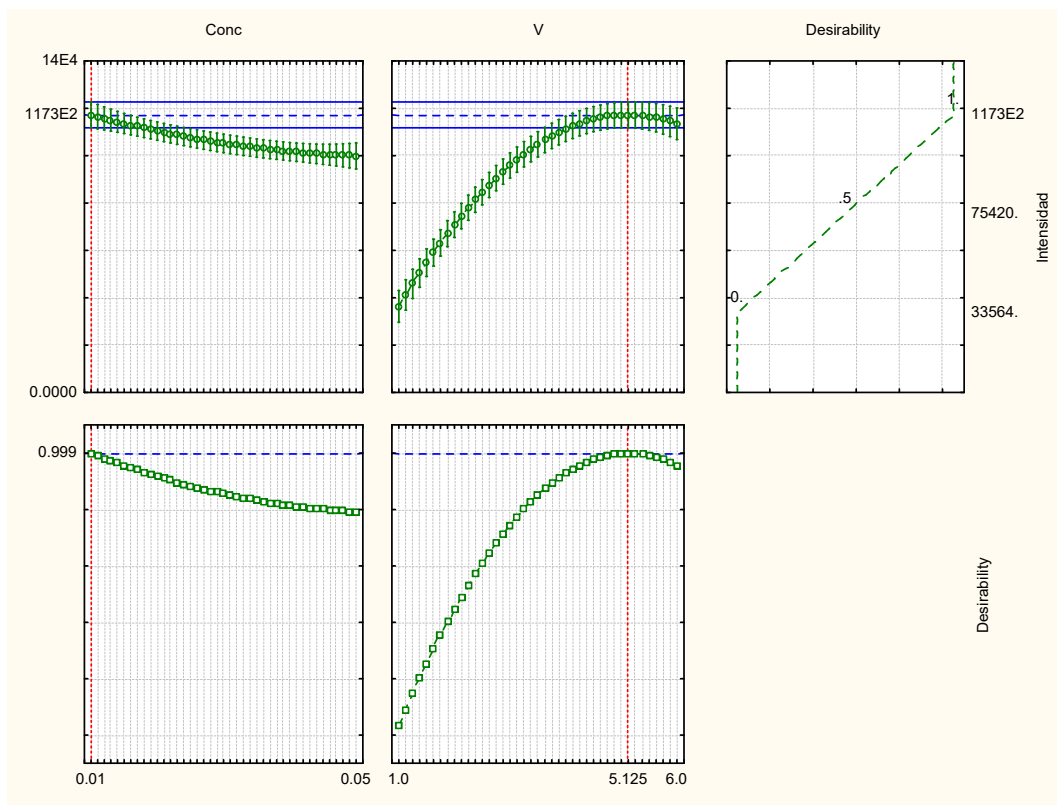 Conc
V
Desirability
14E4
1173E2
0.0000
1.
.5
0.
1173E2
75420.
33564.
Intensidad
0.999
Desirability
0.01
0.05
1.0
5.125
6.0